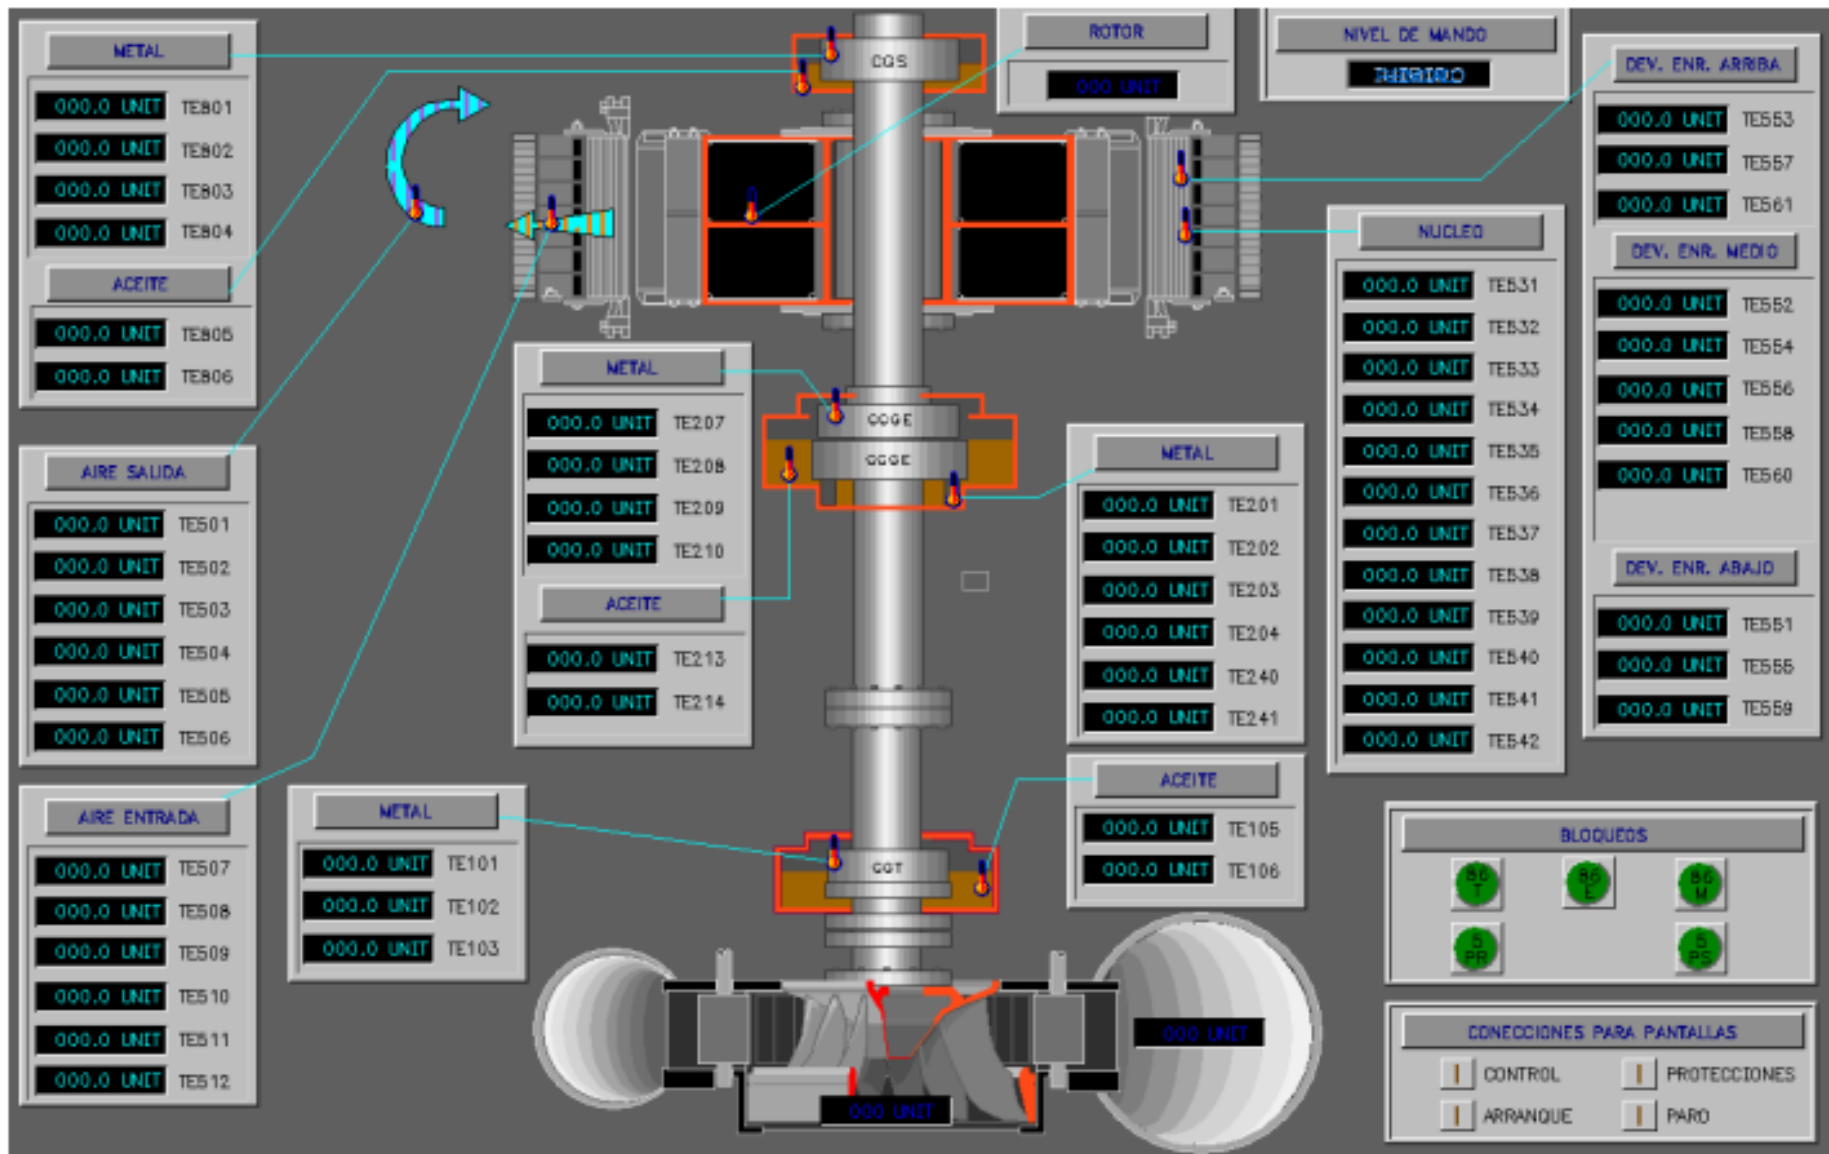 METAL
000.0 UNIT TE801
000.0 UNIT TE802
000.0 UNIT TE803
000.0 UNIT TE804
ACEITE
000.0 UNIT TE805
000.0 UNIT TE806
AIRE SALIDA
000.0 UNIT TE501
000.0 UNIT TE502
000.0 UNIT TE503
000.0 UNIT TE504
000.0 UNIT TE505
000.0 UNIT TE506
AIRE ENTRADA
000.0 UNIT TE507
000.0 UNIT TE508
000.0 UNIT TE509
000.0 UNIT TE510
000.0 UNIT TE511
000.0 UNIT TE512
METAL
000.0 UNIT TE101
000.0 UNIT TE102
000.0 UNIT TE103
METAL
000.0 UNIT TE207
000.0 UNIT TE208
000.0 UNIT TE209
000.0 UNIT TE210
ACEITE
000.0 UNIT TE213
000.0 UNIT TE214
CGS
CGGE
CGGE
CGT
ROTOR
000 UNIT
METAL
000.0 UNIT TE201
000.0 UNIT TE202
000.0 UNIT TE203
000.0 UNIT TE204
000.0 UNIT TE240
000.0 UNIT TE241
ACEITE
000.0 UNIT TE105
000.0 UNIT TE106
000 UNIT
000 UNIT
NIVEL DE MANDO
NUCLEO
000.0 UNIT TE531
000.0 UNIT TE532
000.0 UNIT TE533
000.0 UNIT TE534
000.0 UNIT TE535
000.0 UNIT TE536
000.0 UNIT TE537
000.0 UNIT TE538
000.0 UNIT TE539
000.0 UNIT TE540
000.0 UNIT TE541
000.0 UNIT TE542
DEV. ENR. ARRIBA
000.0 UNIT TE553
000.0 UNIT TE557
000.0 UNIT TE561
DEV. ENR. MEDIO
000.0 UNIT TE552
000.0 UNIT TE554
000.0 UNIT TE556
000.0 UNIT TE558
000.0 UNIT TE560
DEV. ENR. ABAJO
000.0 UNIT TE551
000.0 UNIT TE555
000.0 UNIT TE559
BLOQUEOS
86 T
86 E
86 M
5 PR
5 PS
CONECCIONES PARA PANTALLAS
CONTROL
PROTECCIONES
ARRANQUE
PARO